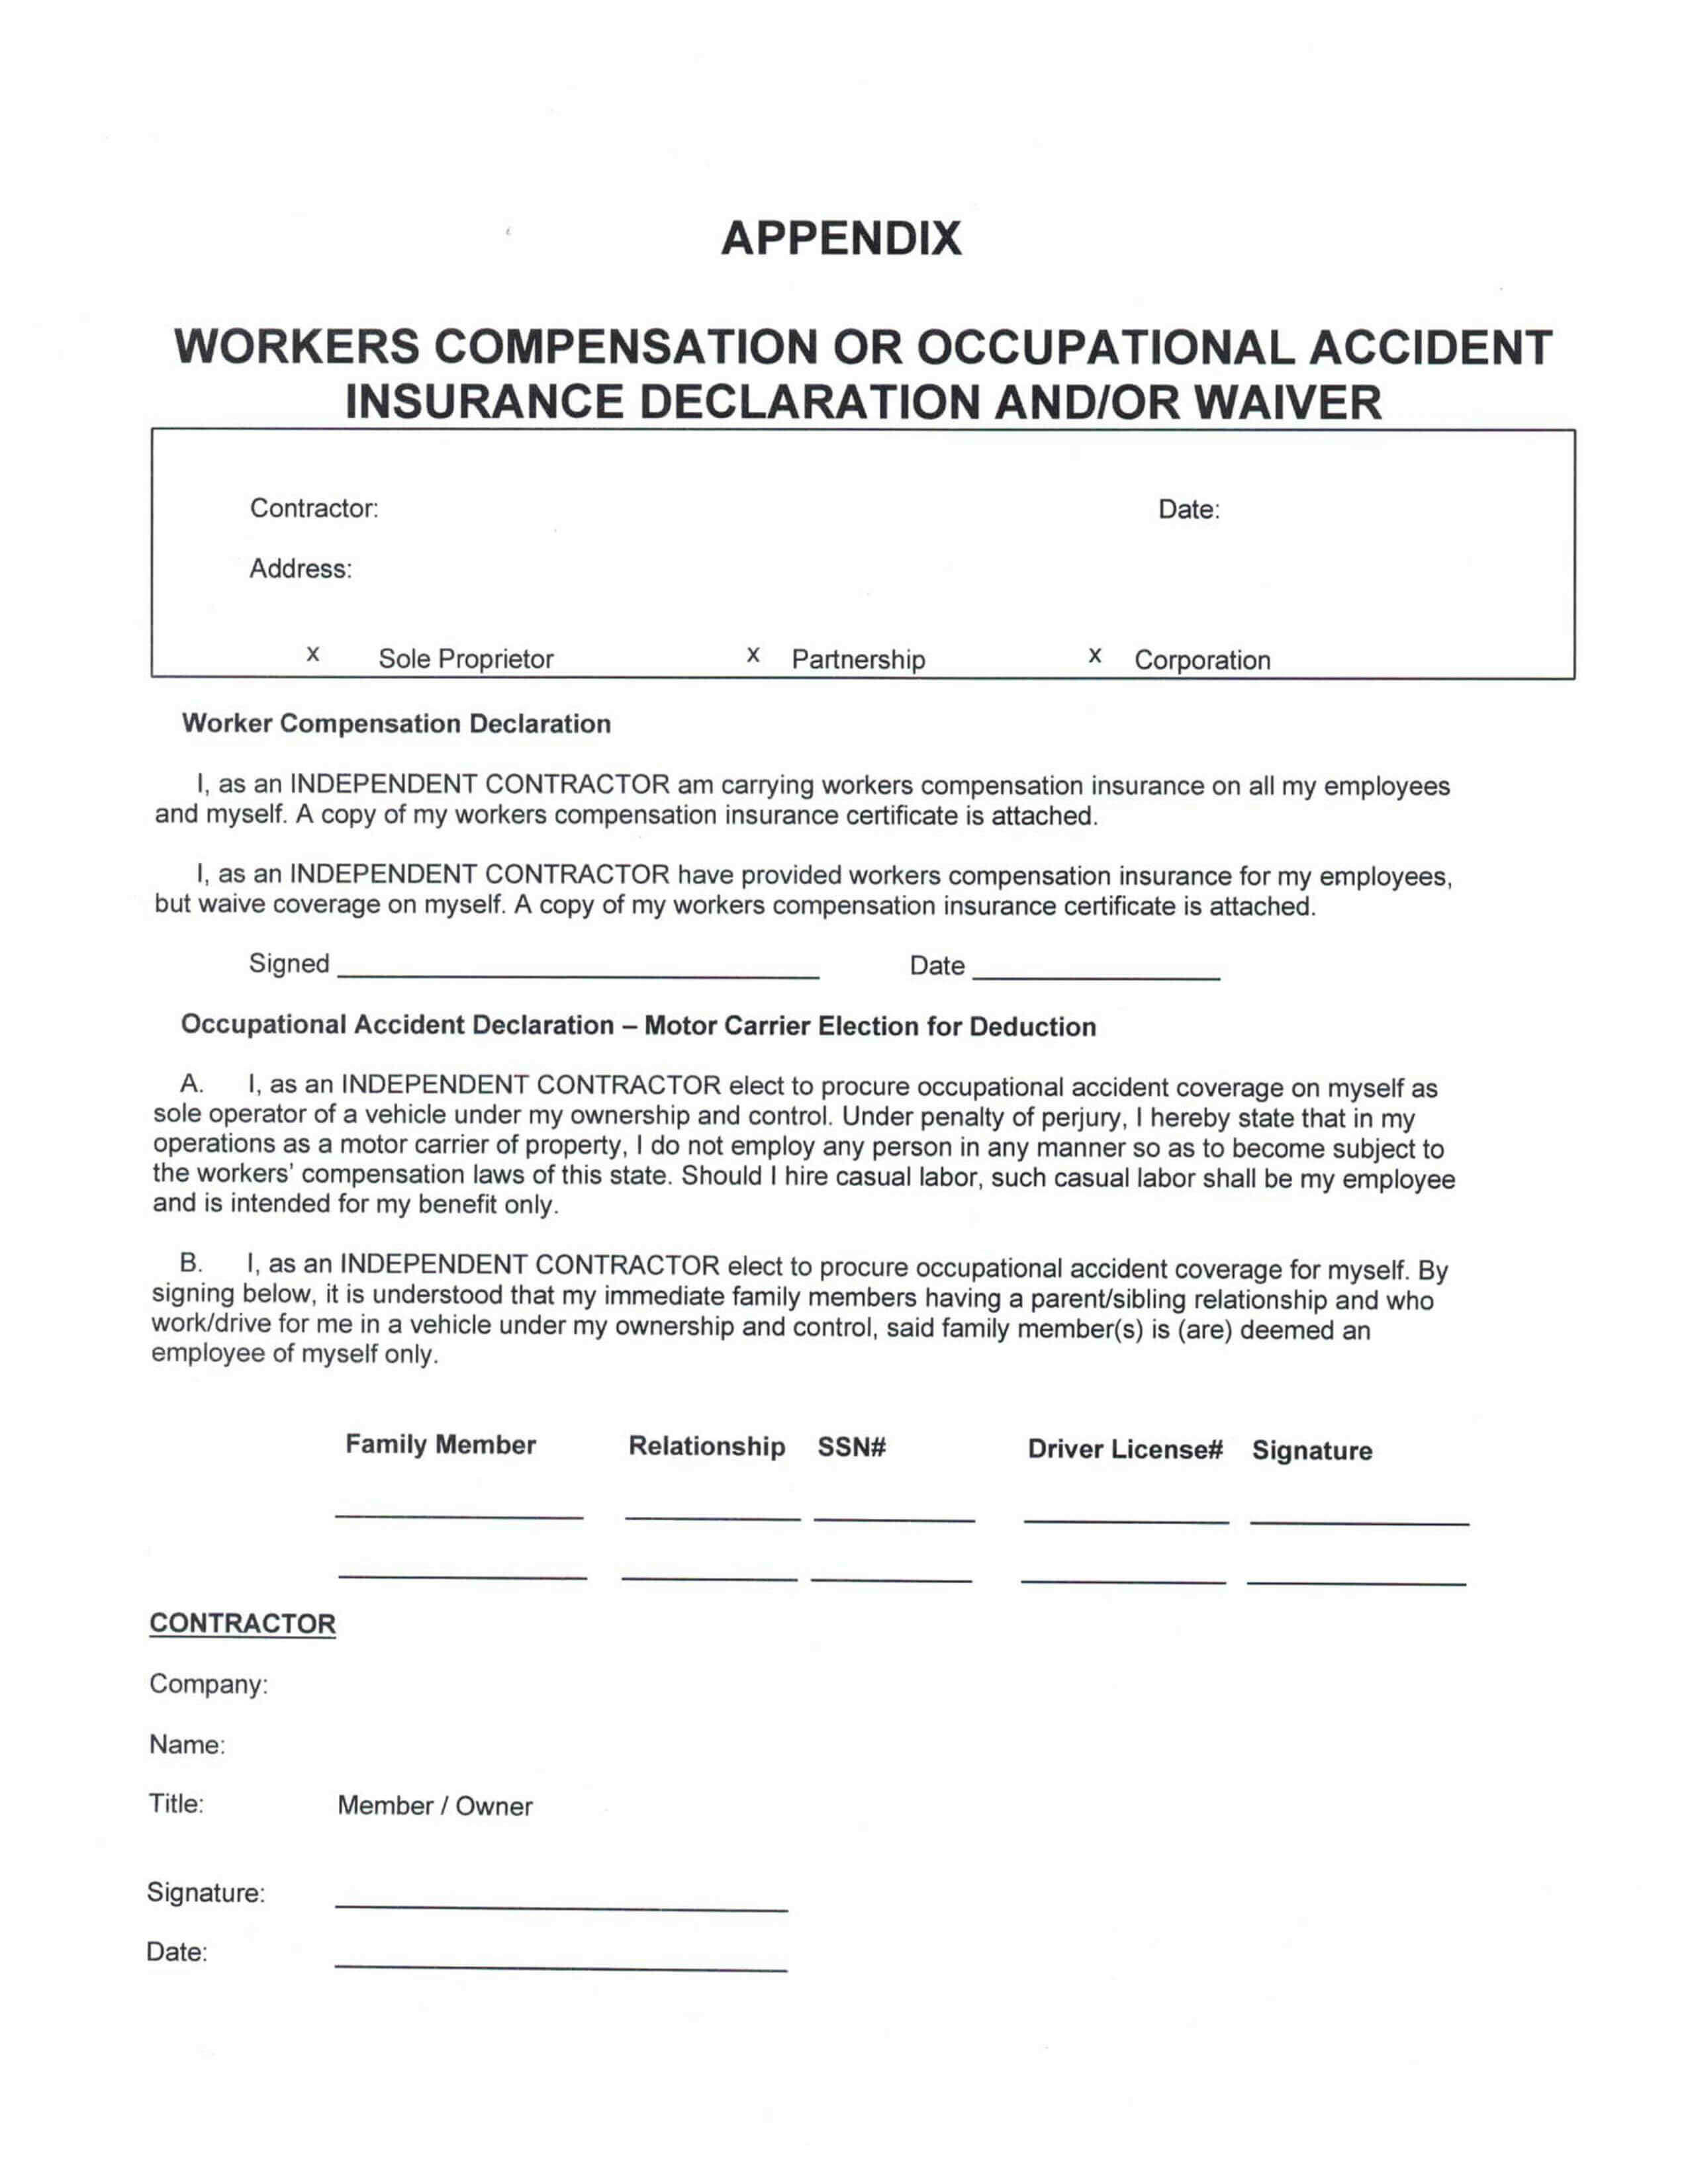 APPENDIX
WORKERS COMPENSATION OR OCCUPATIONAL ACCIDENT
INSURANCE DECLARATION AND/OR WAIVER
Contractor: Date:
Address:
x Sole Proprietor x Partnership x Corporation
Worker Compensation Declaration
I, as an INDEPENDENT CONTRACTOR am carrying workers compensation insurance on all my employees
and myself. A copy of my workers compensation insurance certificate is attached.
I, as an INDEPENDENT CONTRACTOR have provided workers compensation insurance for my employees,
but waive coverage on myself. A copy of my workers compensation insurance certificate is attached.
Signed Date
Occupational Accident Declaration – Motor Carrier Election for Deduction
A. I, as an INDEPENDENT CONTRACTOR elect to procure occupational accident coverage on myself as
sole operator of a vehicle under my ownership and control. Under penalty of perjury, I hereby state that in my
operations as a motor carrier of property, I do not employ any person in any manner so as to become subject to
the workers' compensation laws of this state. Should I hire casual labor, such casual labor shall be my employee
and is intended for my benefit only.
B. I, as an INDEPENDENT CONTRACTOR elect to procure occupational accident coverage for myself. By
signing below, it is understood that my immediate family members having a parent/sibling relationship and who
work/drive for me in a vehicle under my ownership and control, said family member(s) is (are) deemed an
employee of myself only.
Family Member Relationship SSN# Driver License# Signature
CONTRACTOR
Company:
Name:
Title: Member / Owner
Signature:
Date: